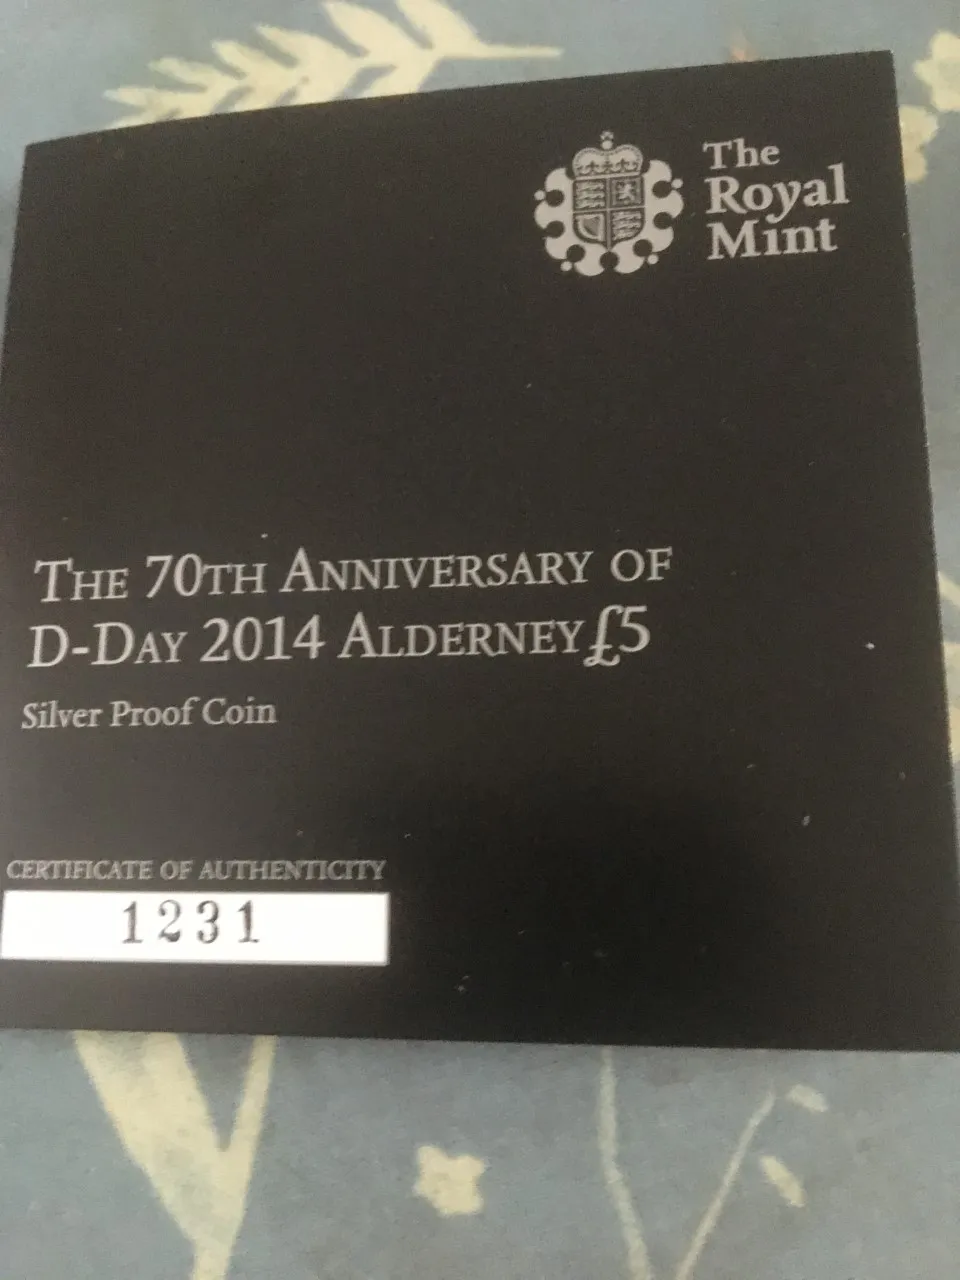 The
Royal
Mint
THE 70TH ANNIVERSARY OF
D-DAY 2014 ALDERNEY £5
Silver Proof Coin
CERTIFICATE OF AUTHENTICITY
1231